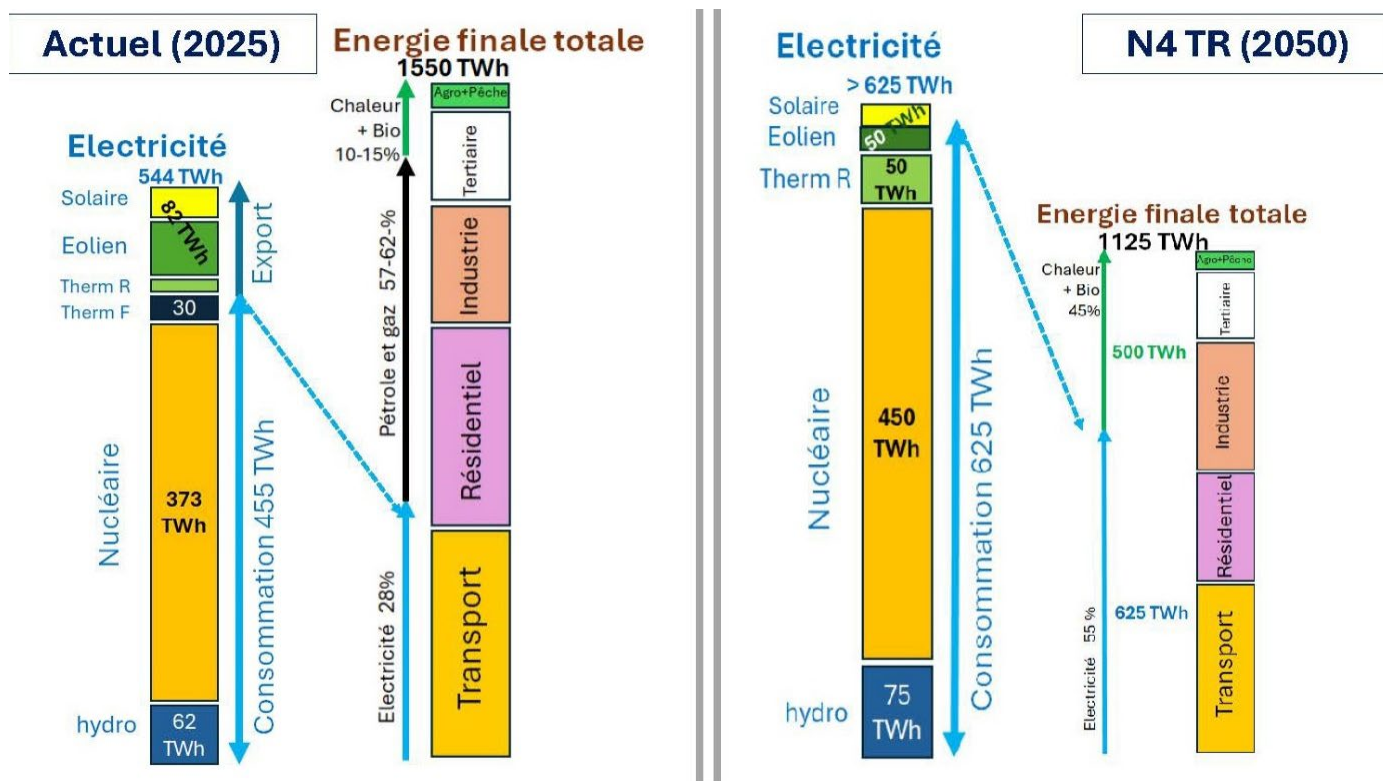 Actuel (2025)
Energie finale totale
1550 TWh
Agro+Pêche
Chaleur
+ Bio
10-15%
Tertiaire
Electricité
544 TWh
Solaire
82 TWh
Eolien
Export
Therm R
Therm F
30
Pétrole et gaz 57-62-%
Industrie
Résidentiel
Nucléaire
373
TWh
Consommation 455 TWh
Electricité 28%
Transport
hydro
62
TWh
Electricité
> 625 TWh
N4 TR (2050)
Solaire
Eolien
50 TWh
Therm R
50
TWh
Energie finale totale
1125 TWh
Agro+Pêche
Chaleur
+ Bio
45%
Tertiaire
500 TWh
Industrie
Nucléaire
450
TWh
Consommation 625 TWh
Résidentiel
625 TWh
Electricité 55 %
Transport
hydro
75
TWh